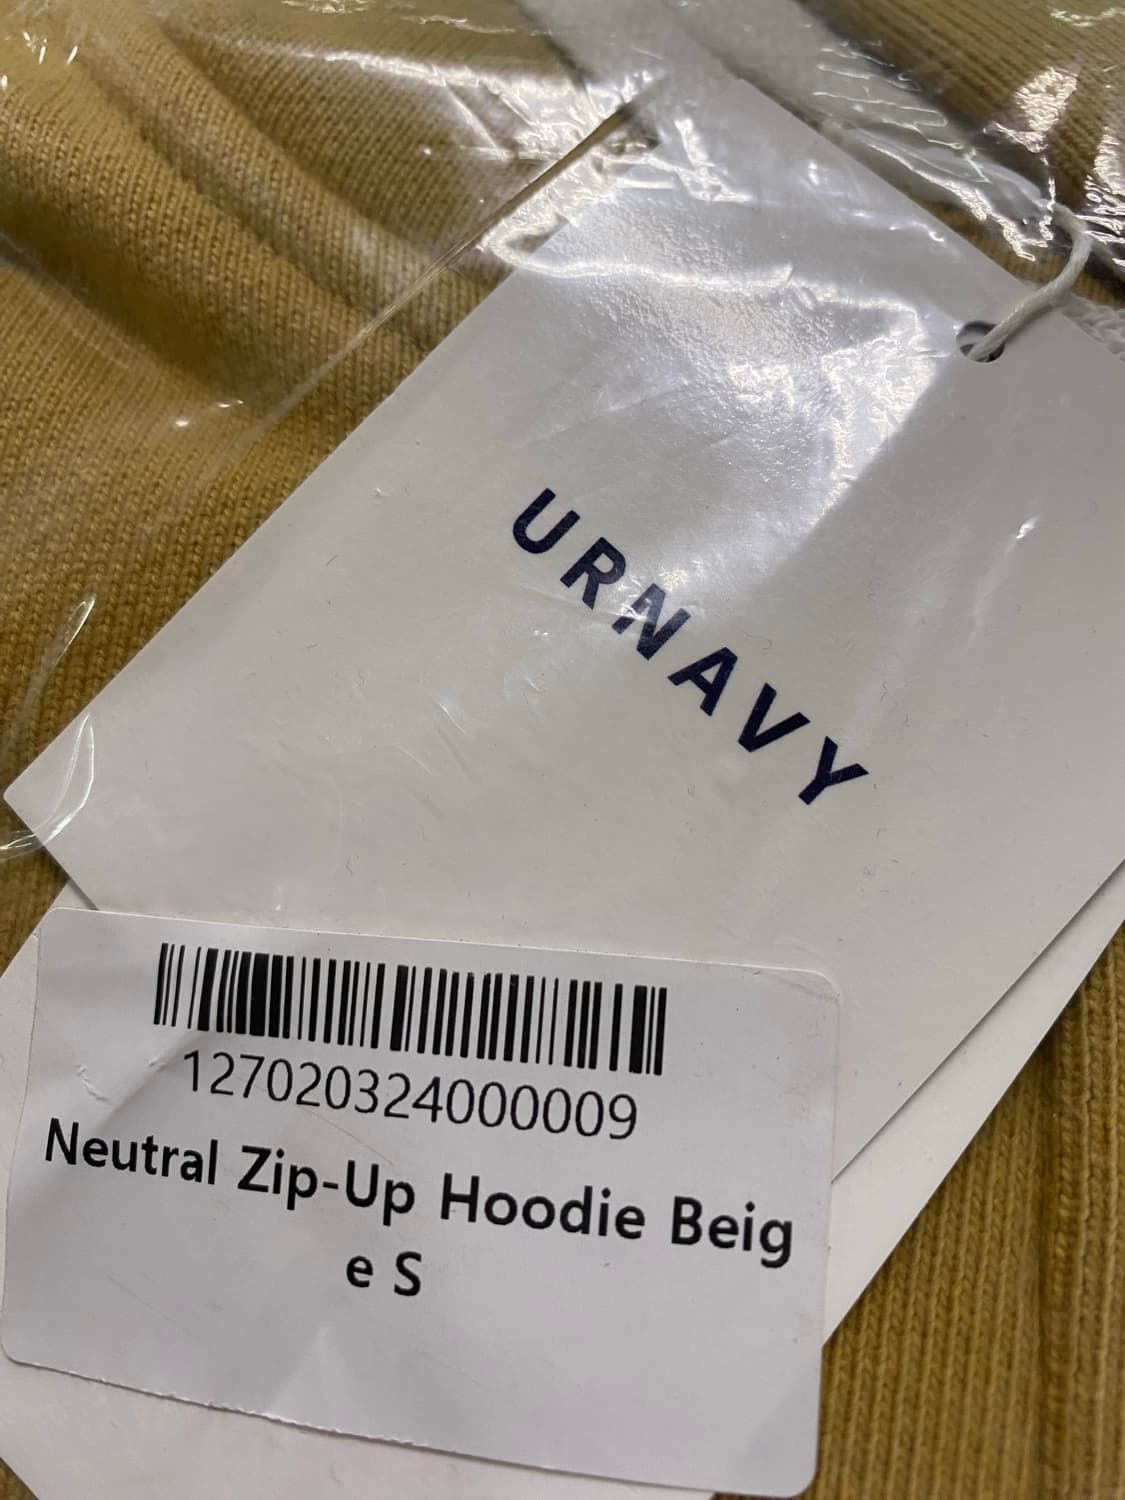 URNAVY
127020324000009
Neutral Zip-Up Hoodie Beig
e S